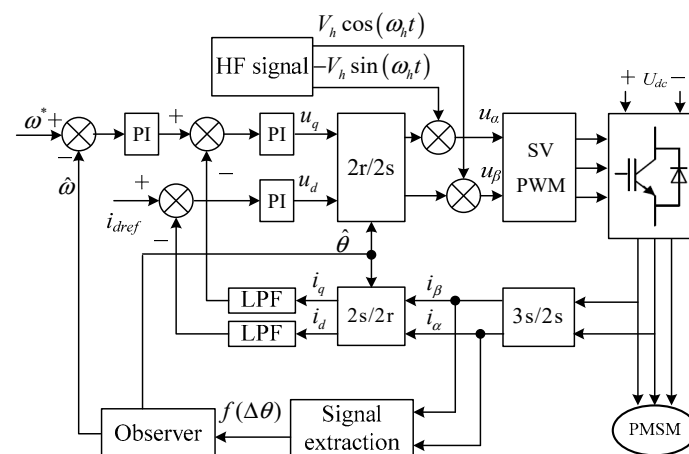 V_h cos(ω_h t)
HF signal
−V_h sin(ω_h t)
+ U_dc −
ω* +
−
PI
+
−
PI
u_q
2r/2s
u_α
SV
PWM
u_β
ω̂
+
−
i_dref
PI
u_d
θ̂
LPF
i_q
2s/2r
i_β
3s/2s
LPF
i_d
i_α
Observer
f(Δθ)
Signal
extraction
PMSM